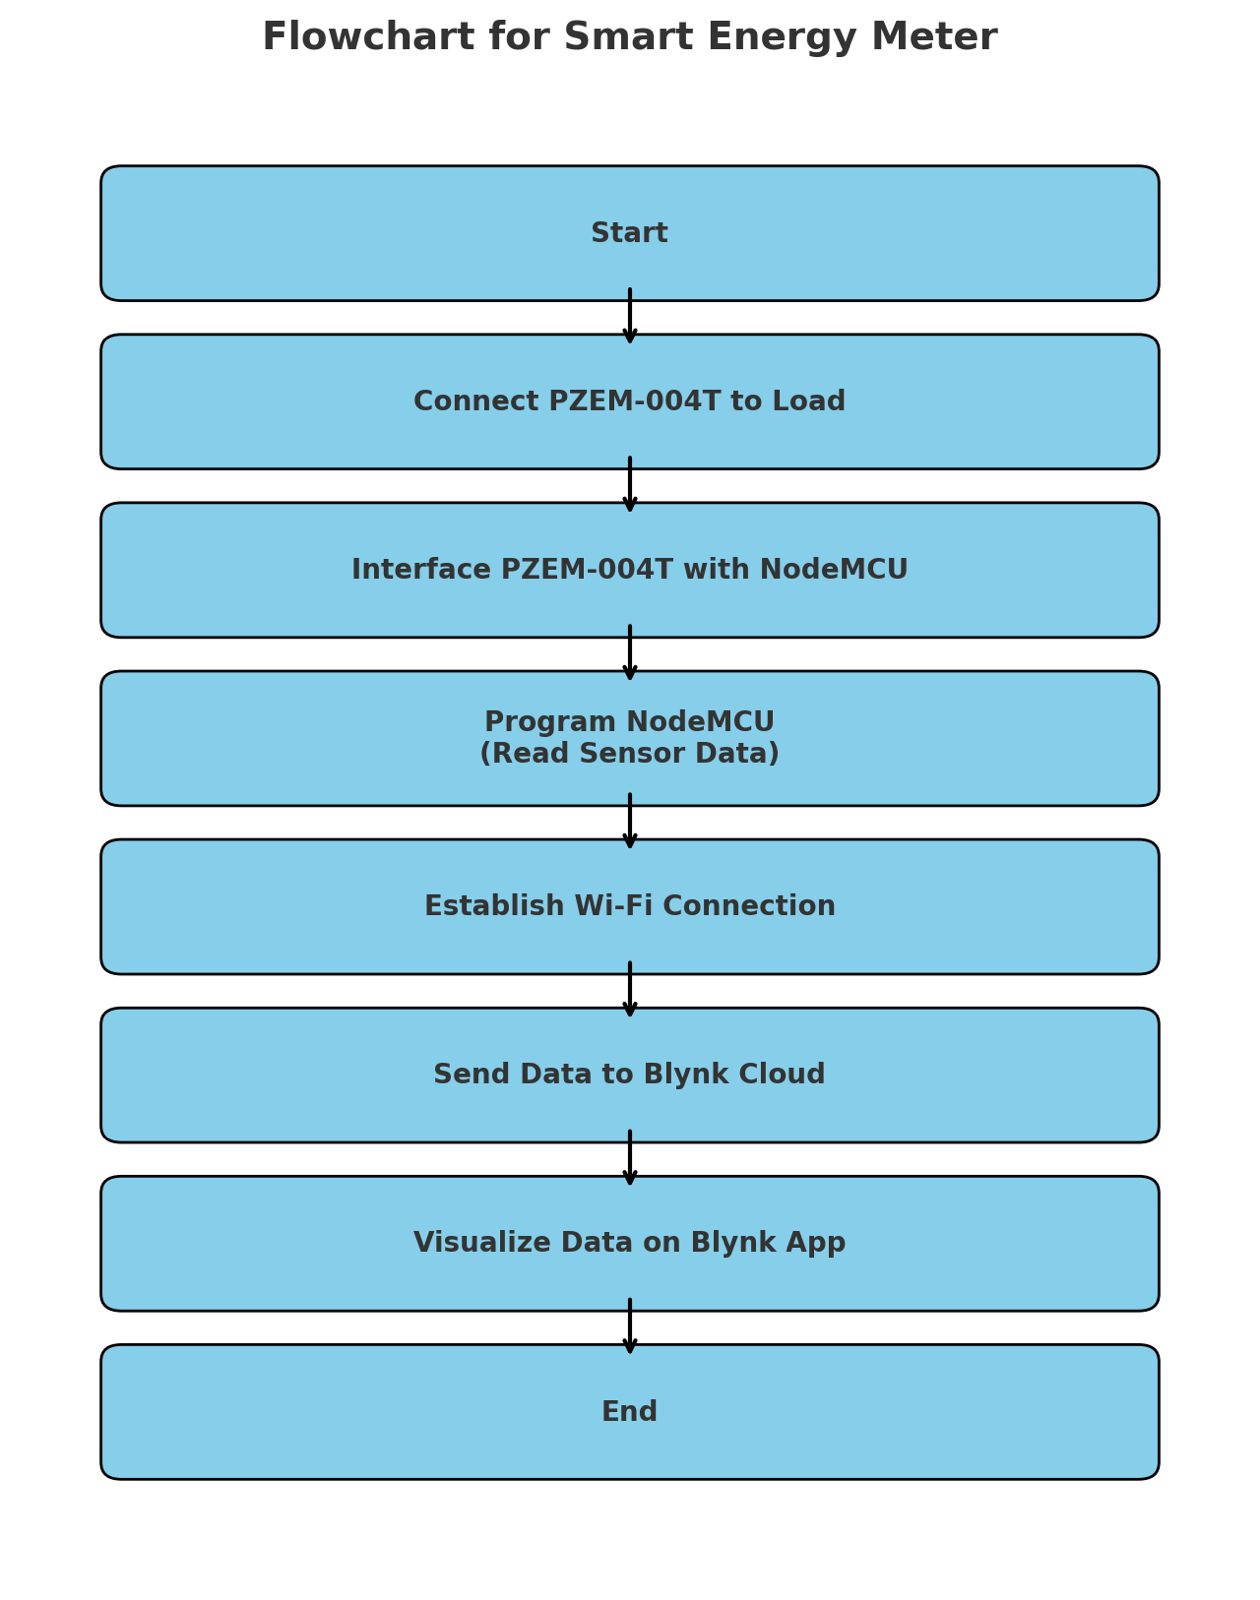 Flowchart for Smart Energy Meter
Start
Connect PZEM-004T to Load
Interface PZEM-004T with NodeMCU
Program NodeMCU
(Read Sensor Data)
Establish Wi-Fi Connection
Send Data to Blynk Cloud
Visualize Data on Blynk App
End